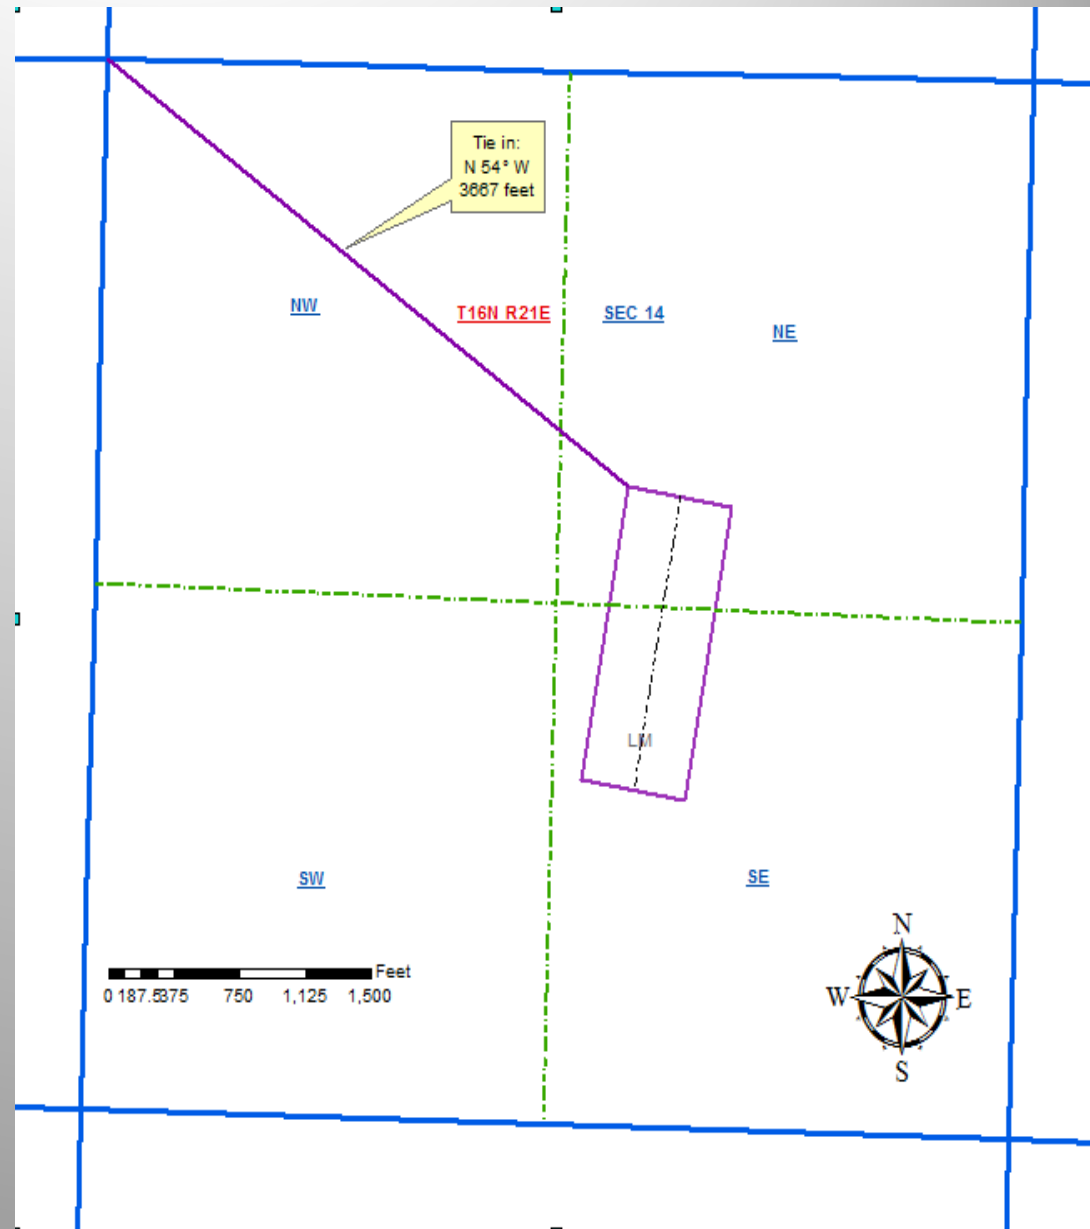 Tie in:
N 54° W
3667 feet
NW
T16N R21E
SEC 14
NE
LM
SW
SE
N
W
E
S
Feet
0 187.5375 750 1,125 1,500